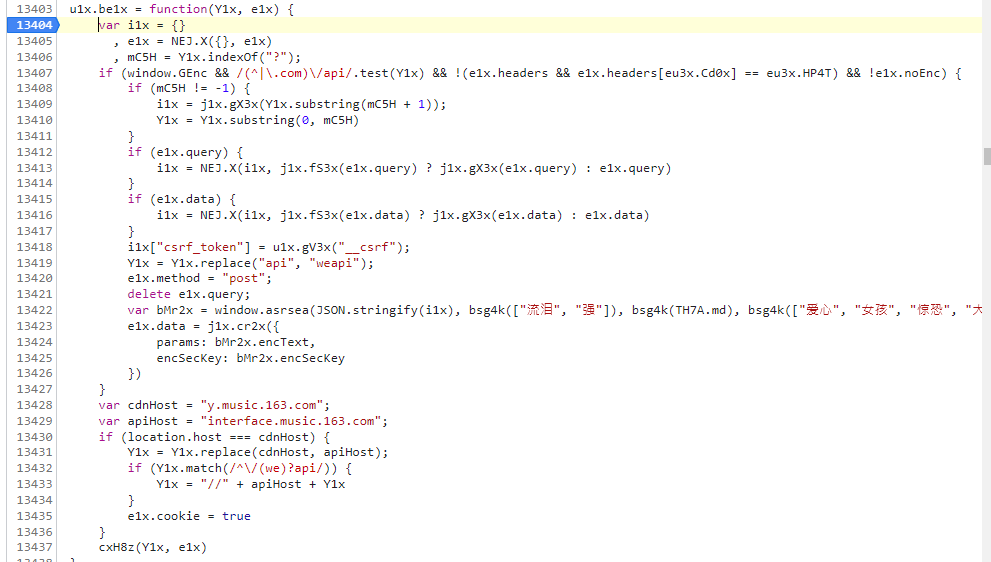 13403 u1x.be1x = function(Y1x, e1x) {
13404 var i1x = {}
13405 , e1x = NEJ.X({}, e1x)
13406 , mC5H = Y1x.indexOf("?");
13407 if (window.GEnc && /(^|\.com)\/api/.test(Y1x) && !(e1x.headers && e1x.headers[eu3x.Cd0x] == eu3x.HP4T) && !e1x.noEnc) {
13408 if (mC5H != -1) {
13409 i1x = j1x.gX3x(Y1x.substring(mC5H + 1));
13410 Y1x = Y1x.substring(0, mC5H)
13411 }
13412 if (e1x.query) {
13413 i1x = NEJ.X(i1x, j1x.fS3x(e1x.query) ? j1x.gX3x(e1x.query) : e1x.query)
13414 }
13415 if (e1x.data) {
13416 i1x = NEJ.X(i1x, j1x.fS3x(e1x.data) ? j1x.gX3x(e1x.data) : e1x.data)
13417 }
13418 i1x["csrf_token"] = u1x.gV3x("__csrf");
13419 Y1x = Y1x.replace("api", "weapi");
13420 e1x.method = "post";
13421 delete e1x.query;
13422 var bMr2x = window.asrsea(JSON.stringify(i1x), bsg4k(["流泪", "强"]), bsg4k(TH7A.md), bsg4k(["爱心", "女孩", "惊恐", "大
13423 e1x.data = j1x.cr2x({
13424 params: bMr2x.encText,
13425 encSecKey: bMr2x.encSecKey
13426 })
13427 }
13428 var cdnHost = "y.music.163.com";
13429 var apiHost = "interface.music.163.com";
13430 if (location.host === cdnHost) {
13431 Y1x = Y1x.replace(cdnHost, apiHost);
13432 if (Y1x.match(/^\/(we)?api/)) {
13433 Y1x = "//" + apiHost + Y1x
13434 }
13435 e1x.cookie = true
13436 }
13437 cxH8z(Y1x, e1x)